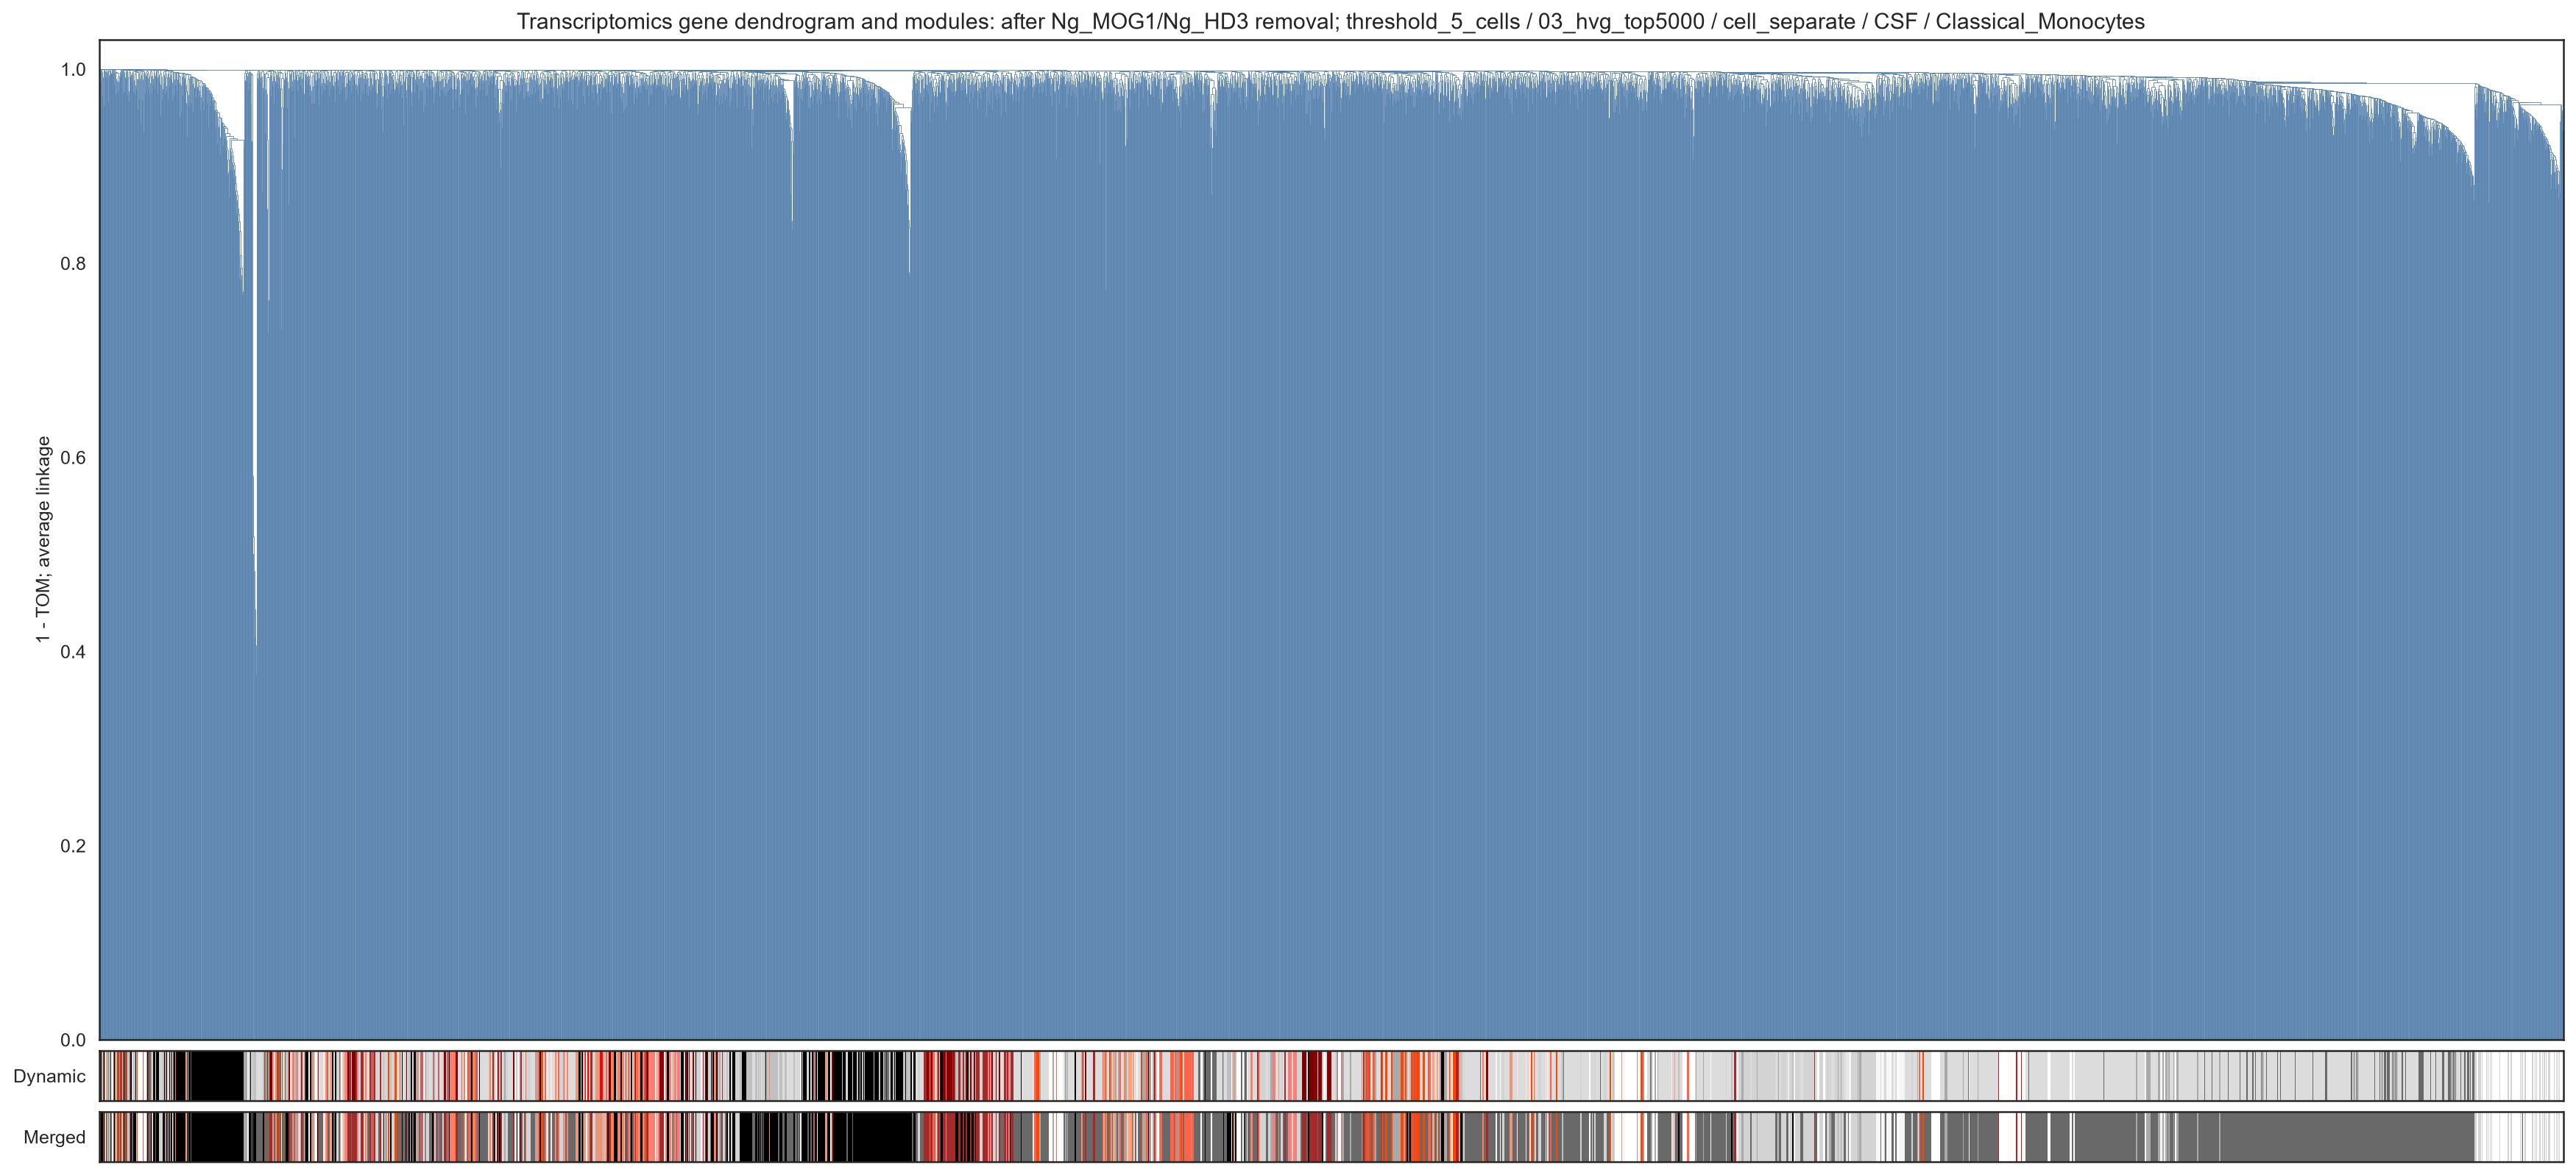 Transcriptomics gene dendrogram and modules: after Ng_MOG1/Ng_HD3 removal; threshold_5_cells / 03_hvg_top5000 / cell_separate / CSF / Classical_Monocytes
1.0
0.8
0.6
0.4
0.2
0.0
1 - TOM; average linkage
Dynamic
Merged